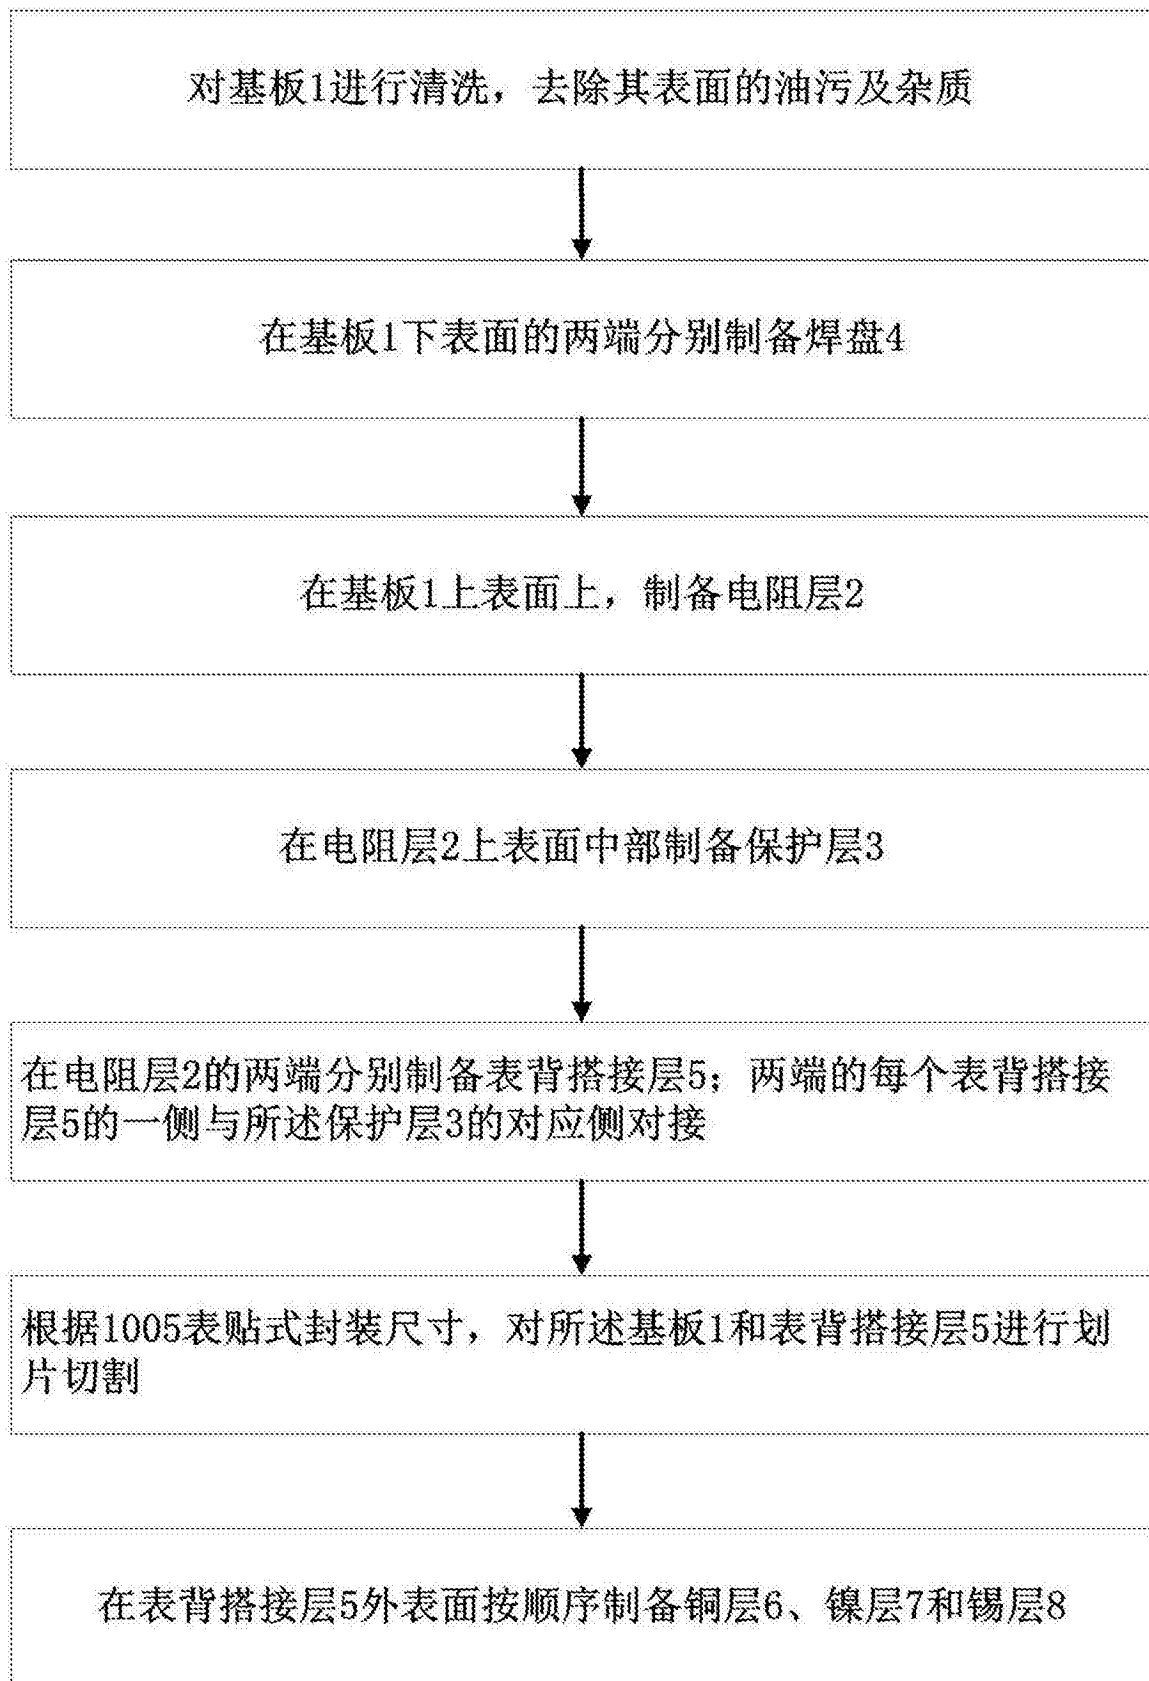 对基板1进行清洗，去除其表面的油污及杂质
在基板1下表面的两端分别制备焊盘4
在基板1上表面上，制备电阻层2
在电阻层2上表面中部制备保护层3
在电阻层2的两端分别制备表背搭接层5；两端的每个表背搭接
层5的一侧与所述保护层3的对应侧对接
根据1005表贴式封装尺寸，对所述基板1和表背搭接层5进行划
片切割
在表背搭接层5外表面按顺序制备铜层6、镍层7和锡层8